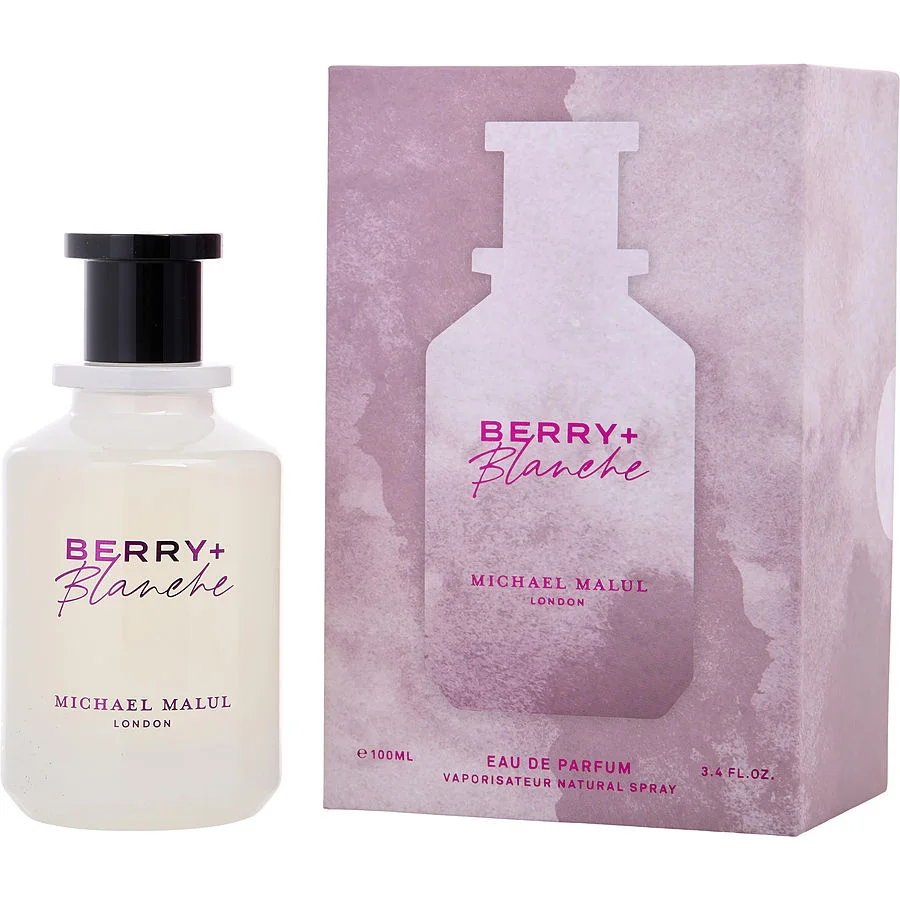 BERRY+
Blanche
MICHAEL MALUL
LONDON
BERRY+
Blanche
MICHAEL MALUL
LONDON
℮100ML
EAU DE PARFUM
VAPORISATEUR NATURAL SPRAY
3.4 FL.OZ.